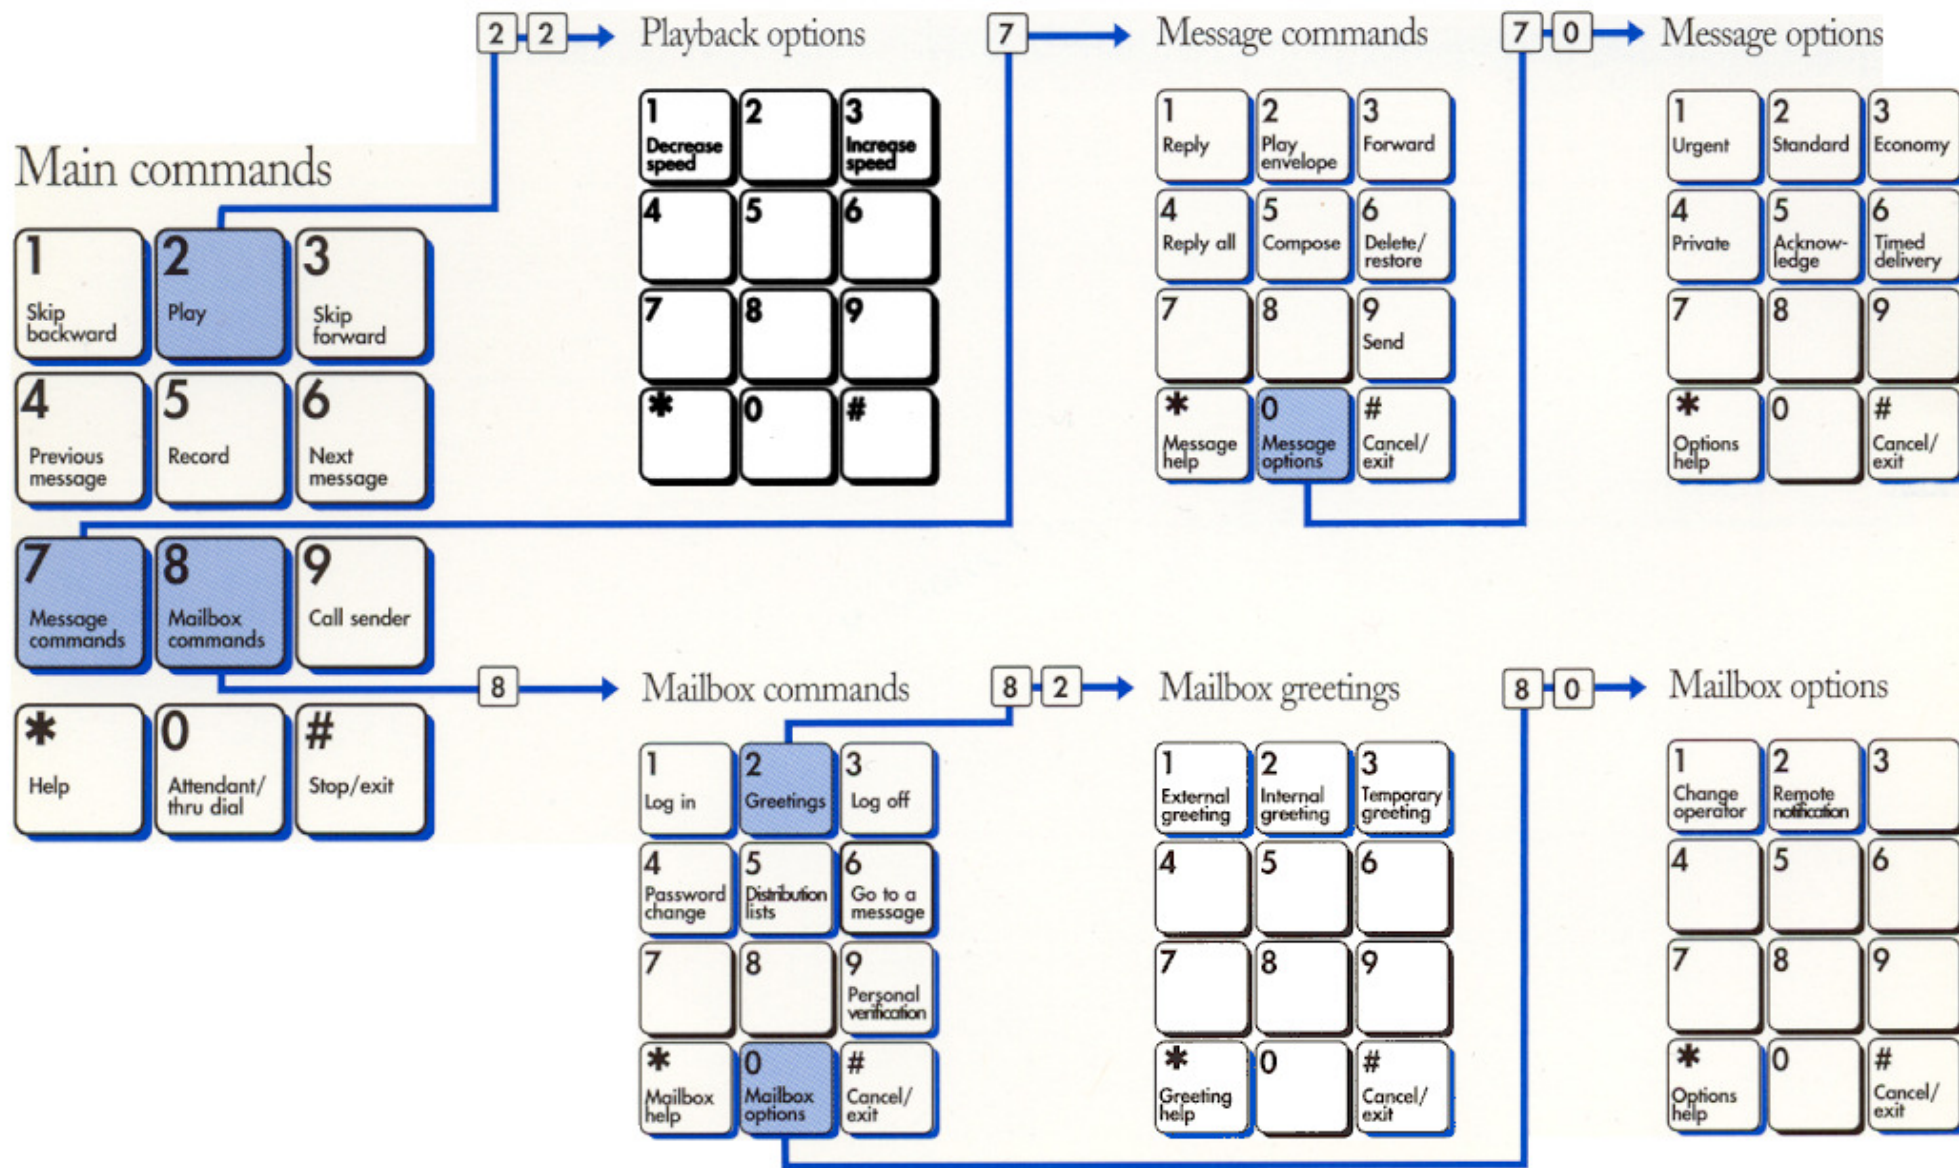 2 2 Playback options
7 Message commands
7 0 Message options
1 2 3
Decrease Increase
speed speed
4 5 6
7 8 9
* 0 #
1 2 3
Reply Play Forward
envelope
4 5 6
Reply all Compose Delete/
restore
7 8 9
Send
* 0 #
Message Message Cancel/
help options exit
1 2 3
Urgent Standard Economy
4 5 6
Private Acknow- Timed
ledge delivery
7 8 9
* 0 #
Options Cancel/
help exit
Main commands
1 2 3
Skip Play Skip
backward forward
4 5 6
Previous Record Next
message message
7 8 9
Message Mailbox Call sender
commands commands
* 0 #
Help Attendant/ Stop/exit
thru dial
8 Mailbox commands
8 2 Mailbox greetings
8 0 Mailbox options
1 2 3
Log in Greetings Log off
4 5 6
Password Distribution Go to a
change lists message
7 8 9
Personal
verification
* 0 #
Mailbox Mailbox Cancel/
help options exit
1 2 3
External Internal Temporary
greeting greeting greeting
4 5 6
7 8 9
* 0 #
Greeting Cancel/
help exit
1 2 3
Change Remote
operator notification
4 5 6
7 8 9
* 0 #
Options Cancel/
help exit